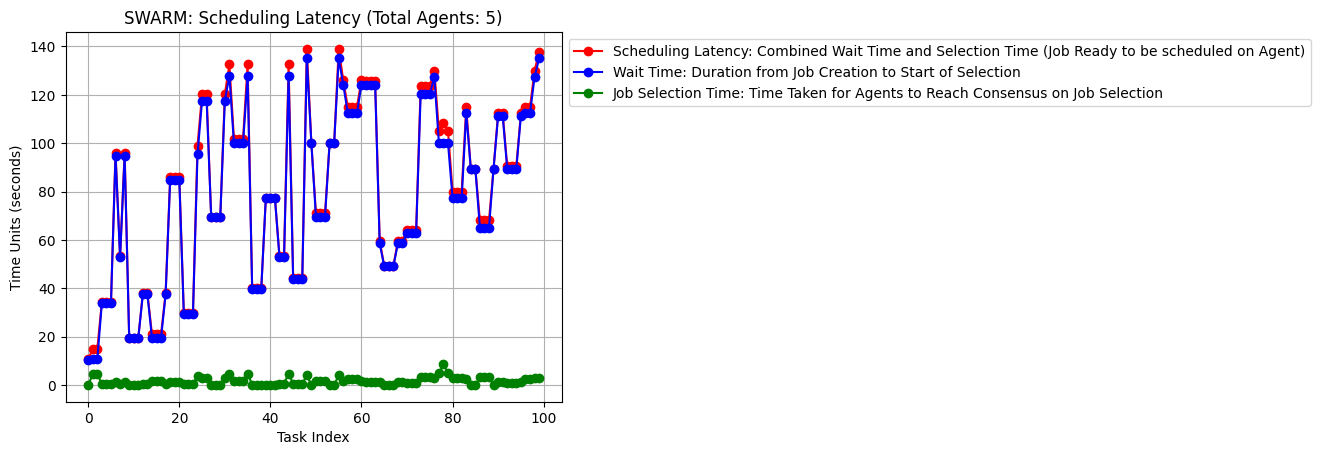 SWARM: Scheduling Latency (Total Agents: 5)
Scheduling Latency: Combined Wait Time and Selection Time (Job Ready to be scheduled on Agent)
Wait Time: Duration from Job Creation to Start of Selection
Job Selection Time: Time Taken for Agents to Reach Consensus on Job Selection
Time Units (seconds)
140
120
100
80
60
40
20
0
0 20 40 60 80 100
Task Index